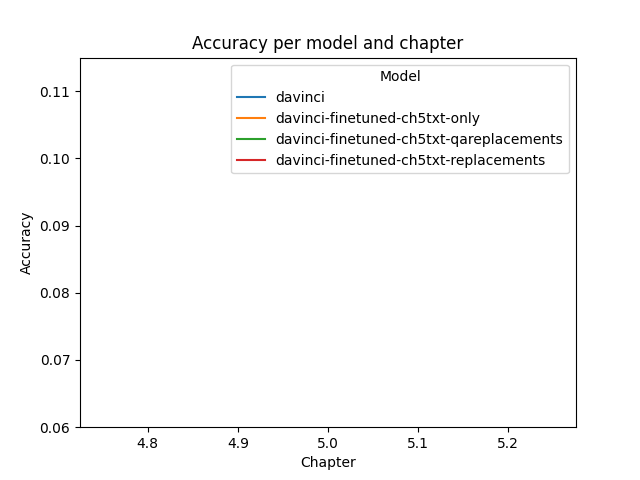 Accuracy per model and chapter
Model
davinci
davinci-finetuned-ch5txt-only
davinci-finetuned-ch5txt-qareplacements
davinci-finetuned-ch5txt-replacements
Accuracy
0.11
0.10
0.09
0.08
0.07
0.06
4.8 4.9 5.0 5.1 5.2
Chapter